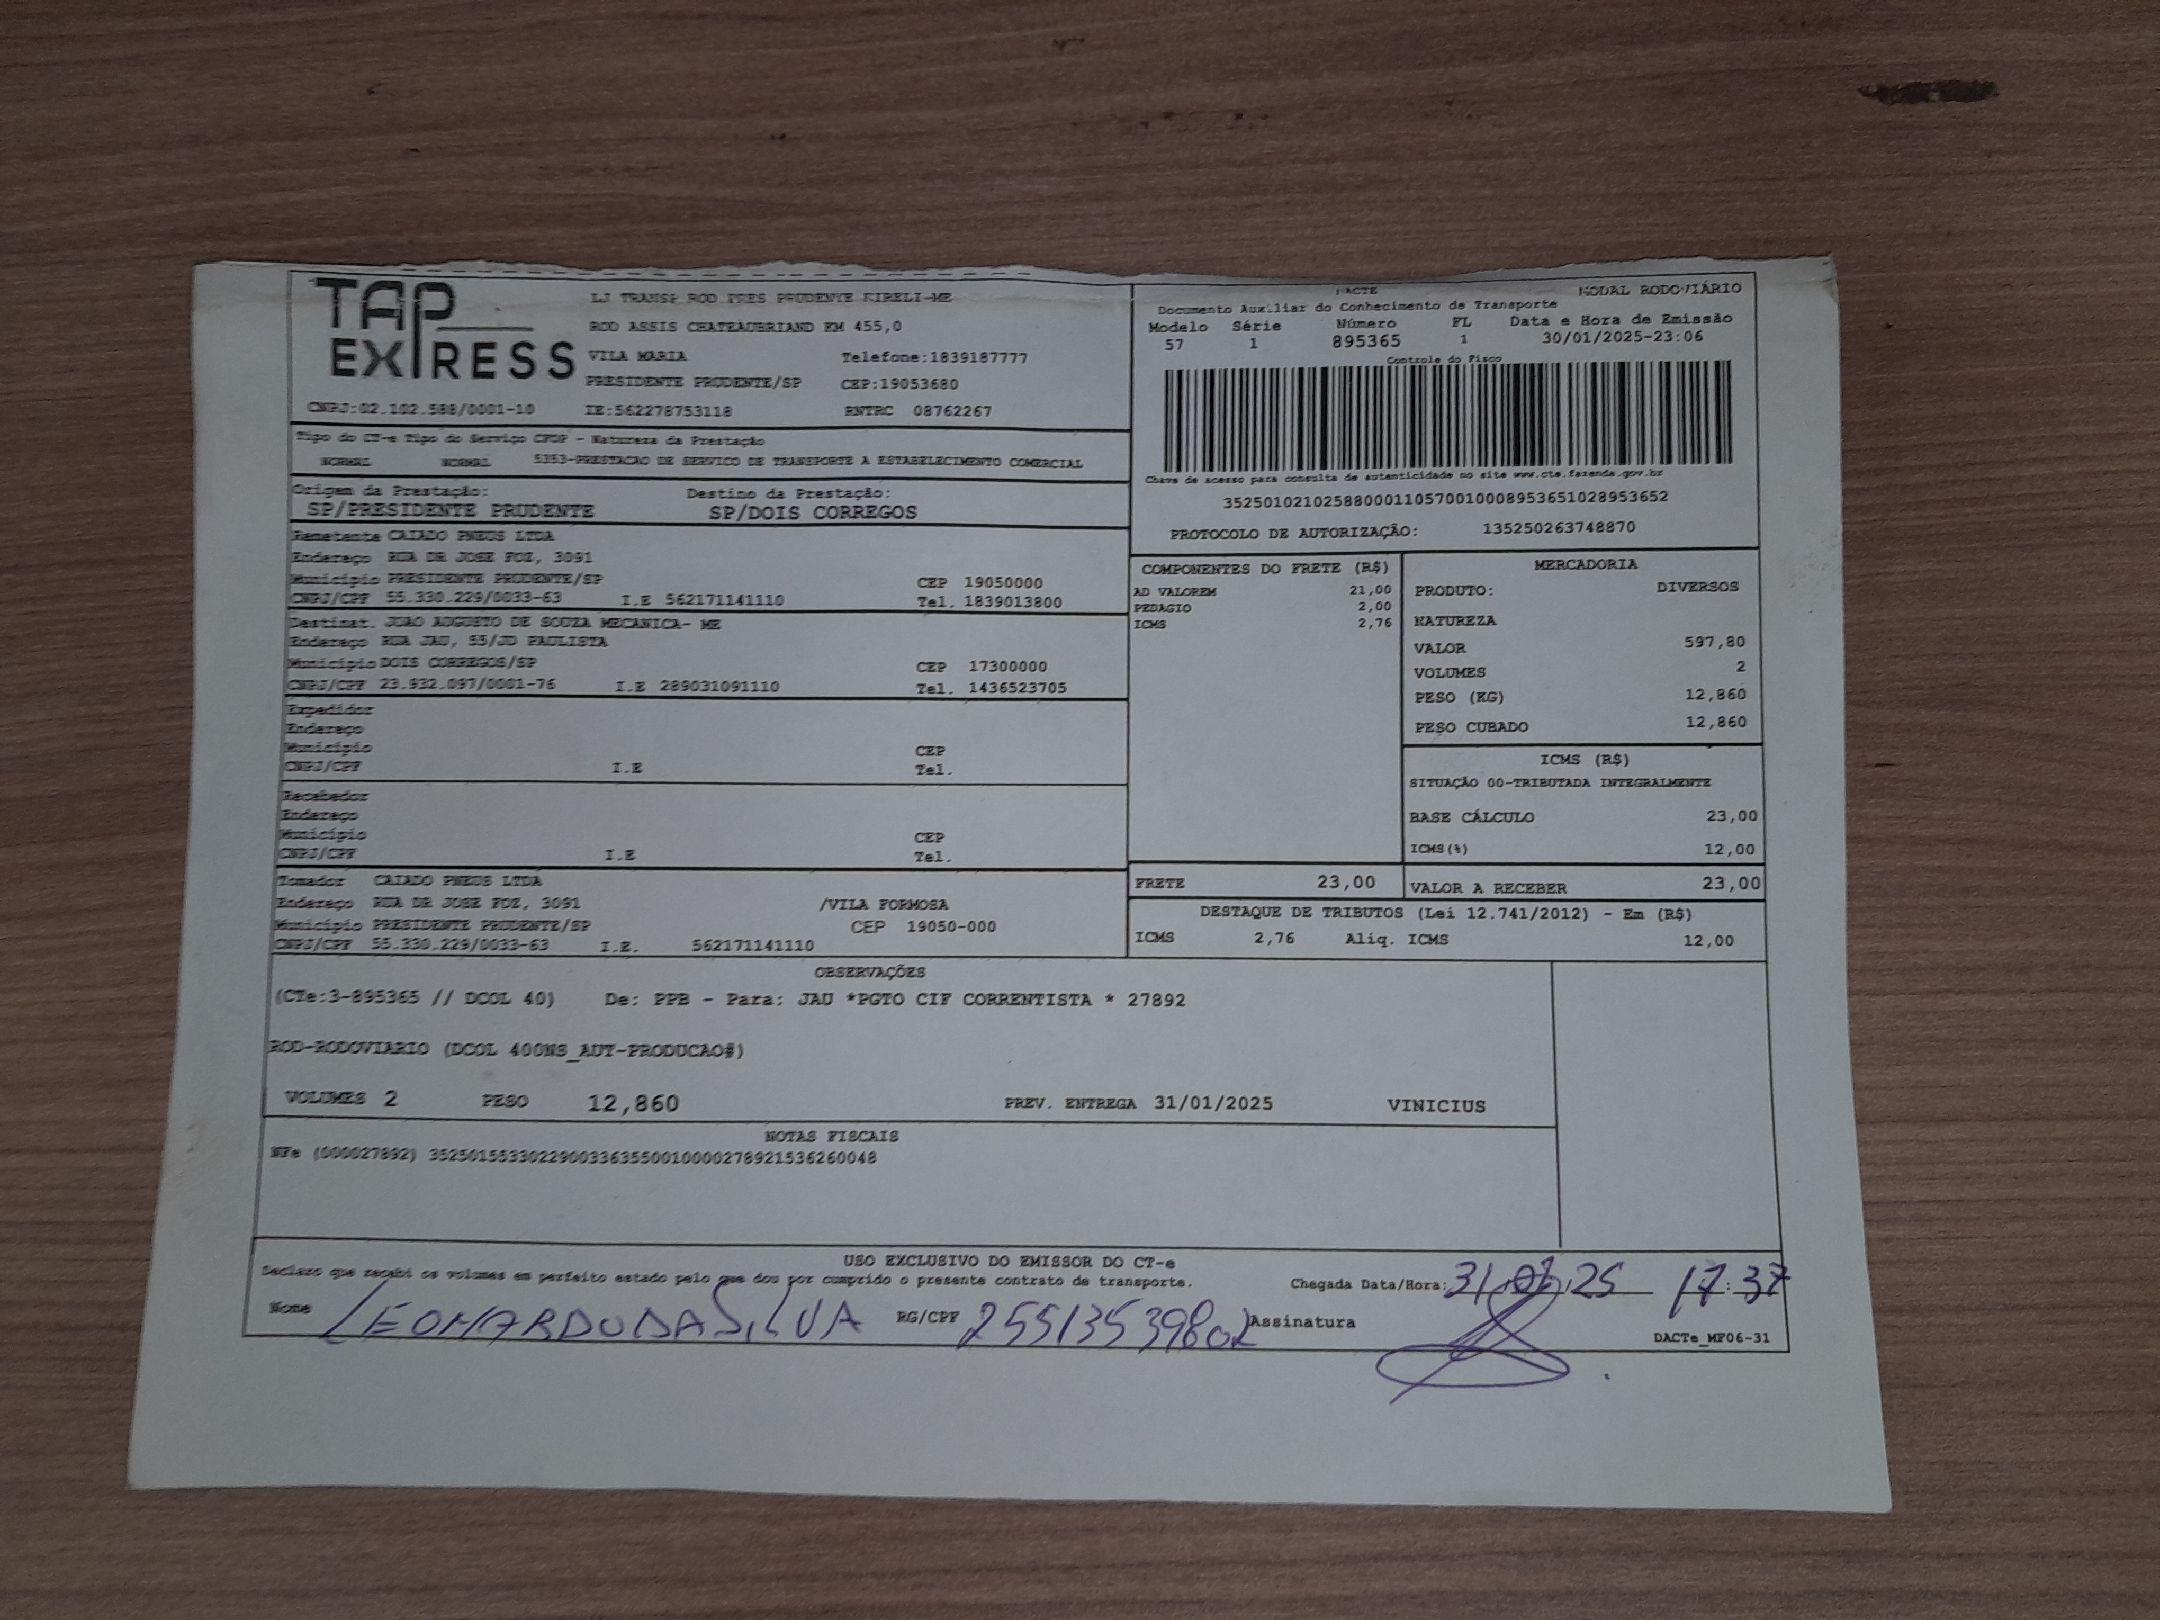 TAP EXPRESS
LJ TRANSP ROD PRES PRUDENTE EIRELI-ME
ROD ASSIS CHATEAUBRIAND KM 455,0
VILA MARIA Telefone:1839187777
PRESIDENTE PRUDENTE/SP CEP:19053680
CNPJ:02.102.588/0001-10 IE:562278753118 RNTRC 08762267
DACTE MODAL RODOVIÁRIO
Documento Auxiliar do Conhecimento de Transporte
Modelo Série Número FL Data e Hora de Emissão
57 1 895365 1 30/01/2025-23:06
Controle do Fisco
Chave de acesso para consulta de autenticidade no site www.cte.fazenda.gov.br
35250102102588000110570010008953651028953652
PROTOCOLO DE AUTORIZAÇÃO: 135250263748870
Tipo do CT-e Tipo do Serviço CFOP - Natureza da Prestação
NORMAL NORMAL 5353-PRESTACAO DE SERVICO DE TRANSPORTE A ESTABELECIMENTO COMERCIAL
Origem da Prestação: Destino da Prestação:
SP/PRESIDENTE PRUDENTE SP/DOIS CORREGOS
Remetente CAIADO PNEUS LTDA
Endereço RUA DR JOSE FOZ, 3091
Município PRESIDENTE PRUDENTE/SP CEP 19050000
CNPJ/CPF 55.330.229/0033-63 I.E 562171141110 Tel. 1839013800
Destinat. JOAO AUGUSTO DE SOUZA MECANICA- ME
Endereço RUA JAU, 55/JD PAULISTA
Município DOIS CORREGOS/SP CEP 17300000
CNPJ/CPF 23.932.097/0001-76 I.E 289031091110 Tel. 1436523705
Expedidor
Endereço
Município CEP
CNPJ/CPF I.E Tel.
Recebedor
Endereço
Município CEP
CNPJ/CPF I.E Tel.
Tomador CAIADO PNEUS LTDA
Endereço RUA DR JOSE FOZ, 3091 /VILA FORMOSA
Município PRESIDENTE PRUDENTE/SP CEP 19050-000
CNPJ/CPF 55.330.229/0033-63 I.E. 562171141110
COMPONENTES DO FRETE (R$)
AD VALOREM 21,00
PEDAGIO 2,00
ICMS 2,76
MERCADORIA
PRODUTO: DIVERSOS
NATUREZA
VALOR 597,80
VOLUMES 2
PESO (KG) 12,860
PESO CUBADO 12,860
ICMS (R$)
SITUAÇÃO 00-TRIBUTADA INTEGRALMENTE
BASE CÁLCULO 23,00
ICMS(%) 12,00
FRETE 23,00 VALOR A RECEBER 23,00
DESTAQUE DE TRIBUTOS (Lei 12.741/2012) - Em (R$)
ICMS 2,76 Aliq. ICMS 12,00
OBSERVAÇÕES
(CTe:3-895365 // DCOL 40) De: PPB - Para: JAU *PGTO CIF CORRENTISTA * 27892
ROD-RODOVIARIO (DCOL 400NS_AUT-PRODUCAO#)
VOLUMES 2 PESO 12,860 PREV. ENTREGA 31/01/2025 VINICIUS
NOTAS FISCAIS
NFe (000027892) 35250155330229003363550010000278921536260048
USO EXCLUSIVO DO EMISSOR DO CT-e
Declaro que recebi os volumes em perfeito estado pelo que dou por cumprido o presente contrato de transporte.
Chegada Data/Hora: 31.01.25 17:37
Nome LEONARDO DA SILVA RG/CPF Assinatura
DACTe_MF06-31